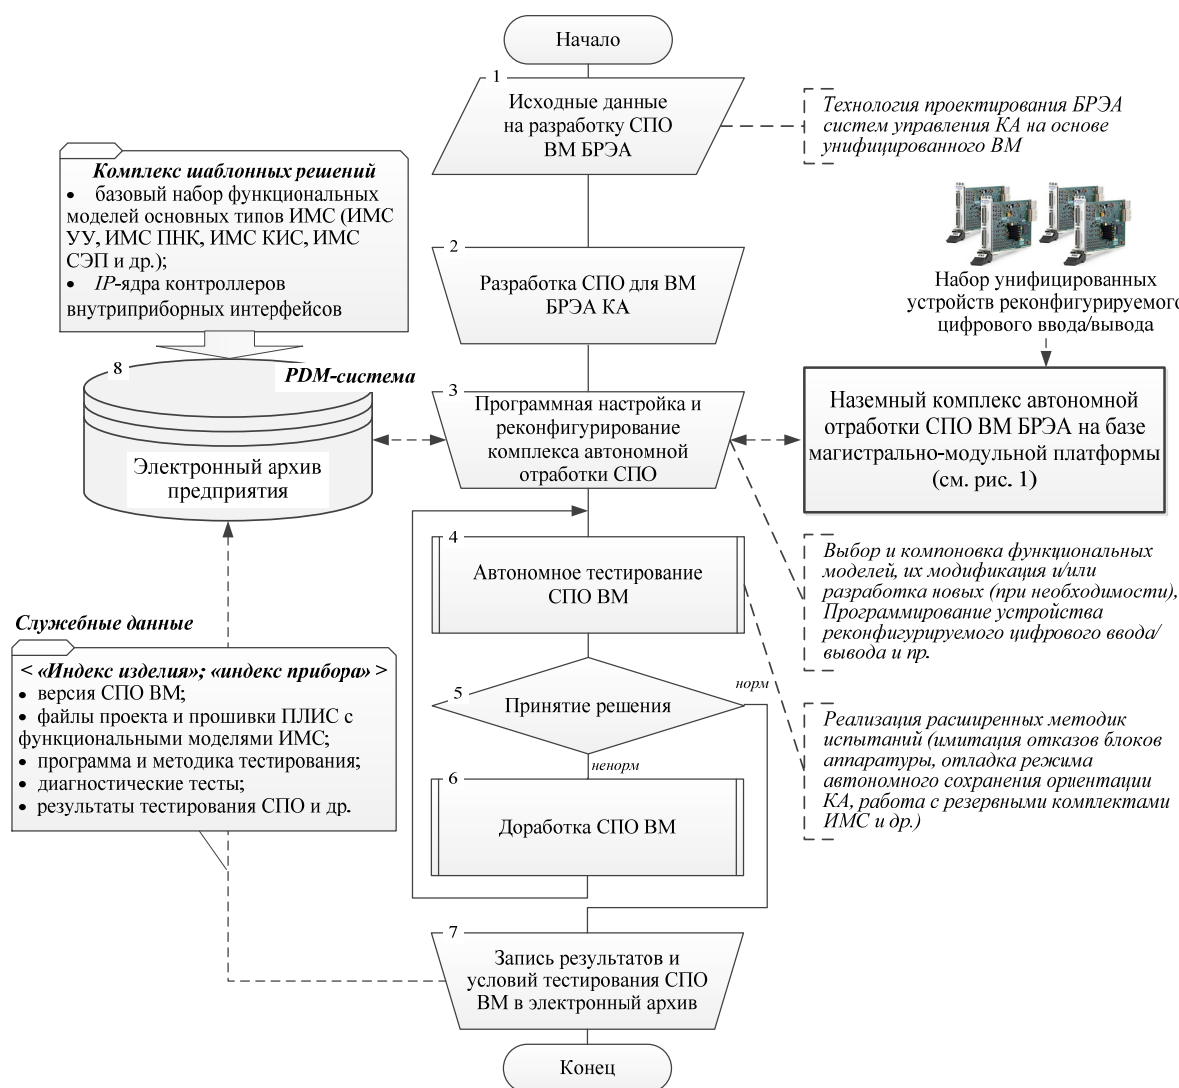 Начало
1
Исходные данные
на разработку СПО
ВМ БРЭА
Технология проектирования БРЭА
систем управления КА на основе
унифицированного ВМ
Комплекс шаблонных решений
• базовый набор функциональных
моделей основных типов ИМС (ИМС
УУ, ИМС ПНК, ИМС КИС, ИМС
СЭП и др.);
• IP-ядра контроллеров
внутриприборных интерфейсов
2
Разработка СПО для ВМ
БРЭА КА
Набор унифицированных
устройств реконфигурируемого
цифрового ввода/вывода
8
PDM-система
Электронный архив
предприятия
3
Программная настройка и
реконфигурирование
комплекса автономной
отработки СПО
Наземный комплекс автономной
отработки СПО ВМ БРЭА на базе
магистрально-модульной платформы
(см. рис. 1)
4
Автономное тестирование
СПО ВМ
Выбор и компоновка функциональных
моделей, их модификация и/или
разработка новых (при необходимости),
Программирование устройства
реконфигурируемого цифрового ввода/
вывода и пр.
Служебные данные
< «Индекс изделия»; «индекс прибора» >
• версия СПО ВМ;
• файлы проекта и прошивки ПЛИС с
функциональными моделями ИМС;
• программа и методика тестирования;
• диагностические тесты;
• результаты тестирования СПО и др.
5
Принятие решения
норм
ненорм
Реализация расширенных методик
испытаний (имитация отказов блоков
аппаратуры, отладка режима
автономного сохранения ориентации
КА, работа с резервными комплектами
ИМС и др.)
6
Доработка СПО ВМ
7
Запись результатов и
условий тестирования СПО
ВМ в электронный архив
Конец